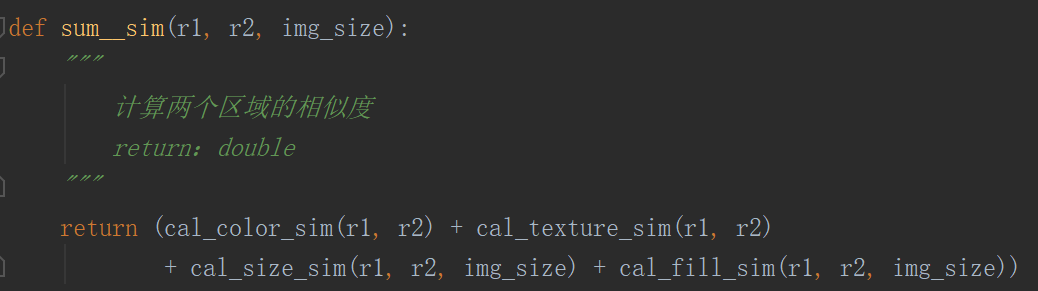 def sum__sim(r1, r2, img_size):
"""
计算两个区域的相似度
return：double
"""
return (cal_color_sim(r1, r2) + cal_texture_sim(r1, r2)
+ cal_size_sim(r1, r2, img_size) + cal_fill_sim(r1, r2, img_size))